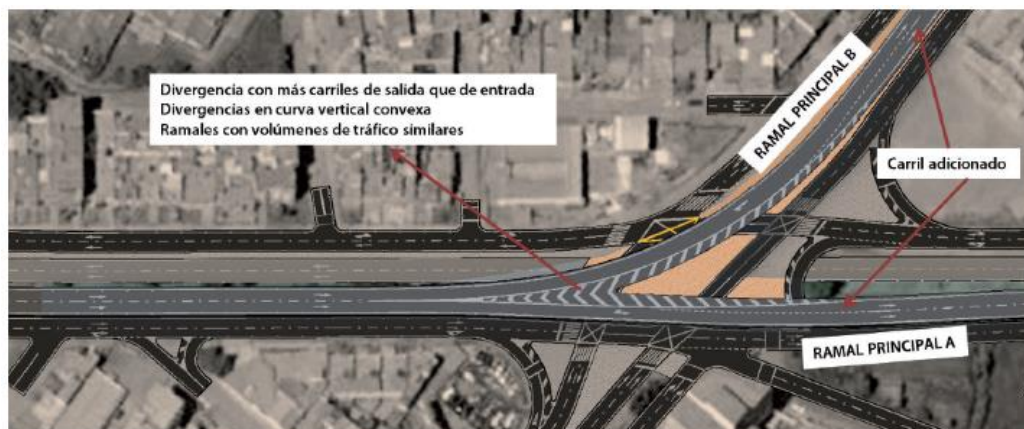 Divergencia con más carriles de salida que de entrada
Divergencias en curva vertical convexa
Ramales con volúmenes de tráfico símilares
RAMAL PRINCIPAL B
Carril adicionado
RAMAL PRINCIPAL A